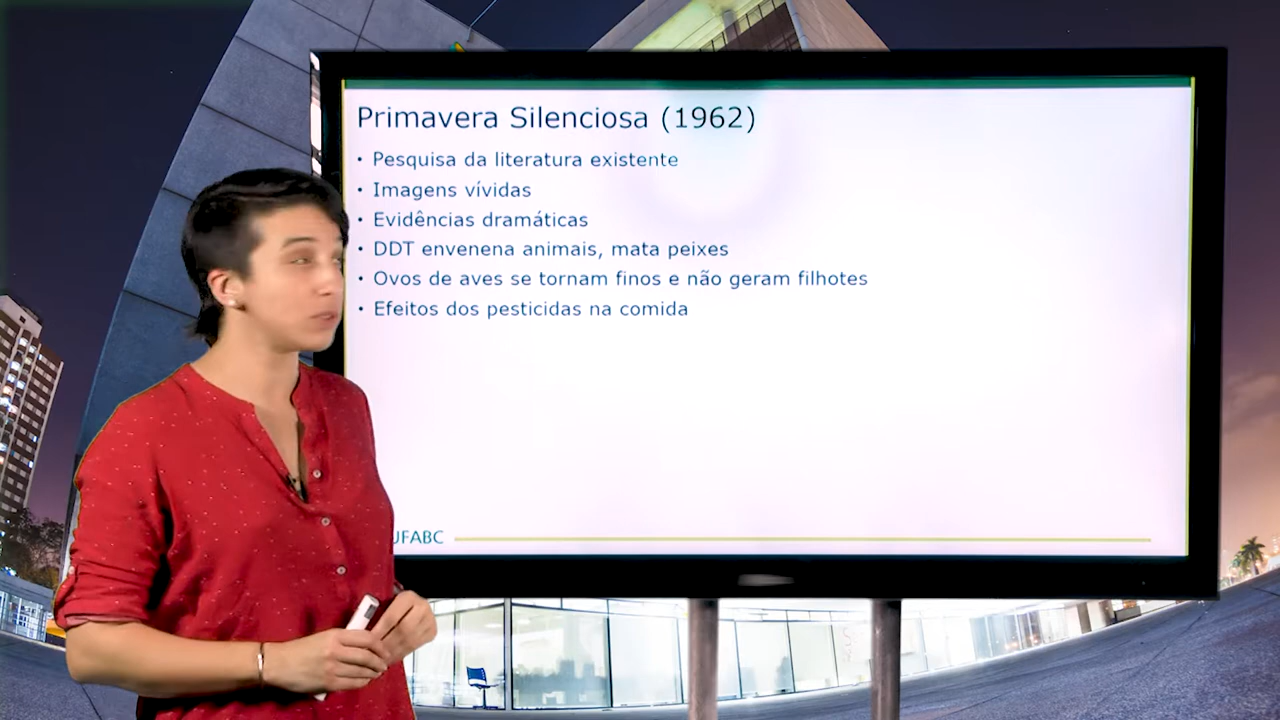 Primavera Silenciosa (1962)
• Pesquisa da literatura existente
• Imagens vívidas
• Evidências dramáticas
• DDT envenena animais, mata peixes
• Ovos de aves se tornam finos e não geram filhotes
• Efeitos dos pesticidas na comida
UFABC